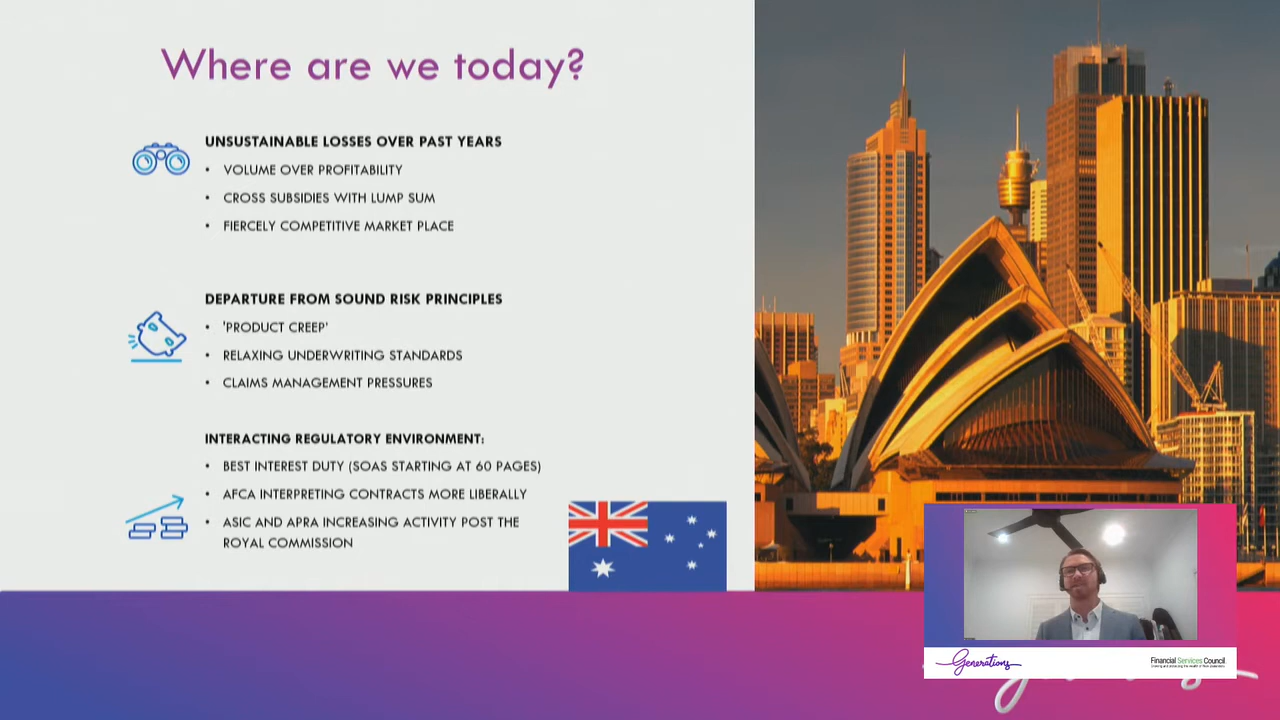 Where are we today?
UNSUSTAINABLE LOSSES OVER PAST YEARS
• VOLUME OVER PROFITABILITY
• CROSS SUBSIDIES WITH LUMP SUM
• FIERCELY COMPETITIVE MARKET PLACE
DEPARTURE FROM SOUND RISK PRINCIPLES
• 'PRODUCT CREEP'
• RELAXING UNDERWRITING STANDARDS
• CLAIMS MANAGEMENT PRESSURES
INTERACTING REGULATORY ENVIRONMENT:
• BEST INTEREST DUTY (SOAS STARTING AT 60 PAGES)
• AFCA INTERPRETING CONTRACTS MORE LIBERALLY
• ASIC AND APRA INCREASING ACTIVITY POST THE
ROYAL COMMISSION
Generations
Financial Services Council